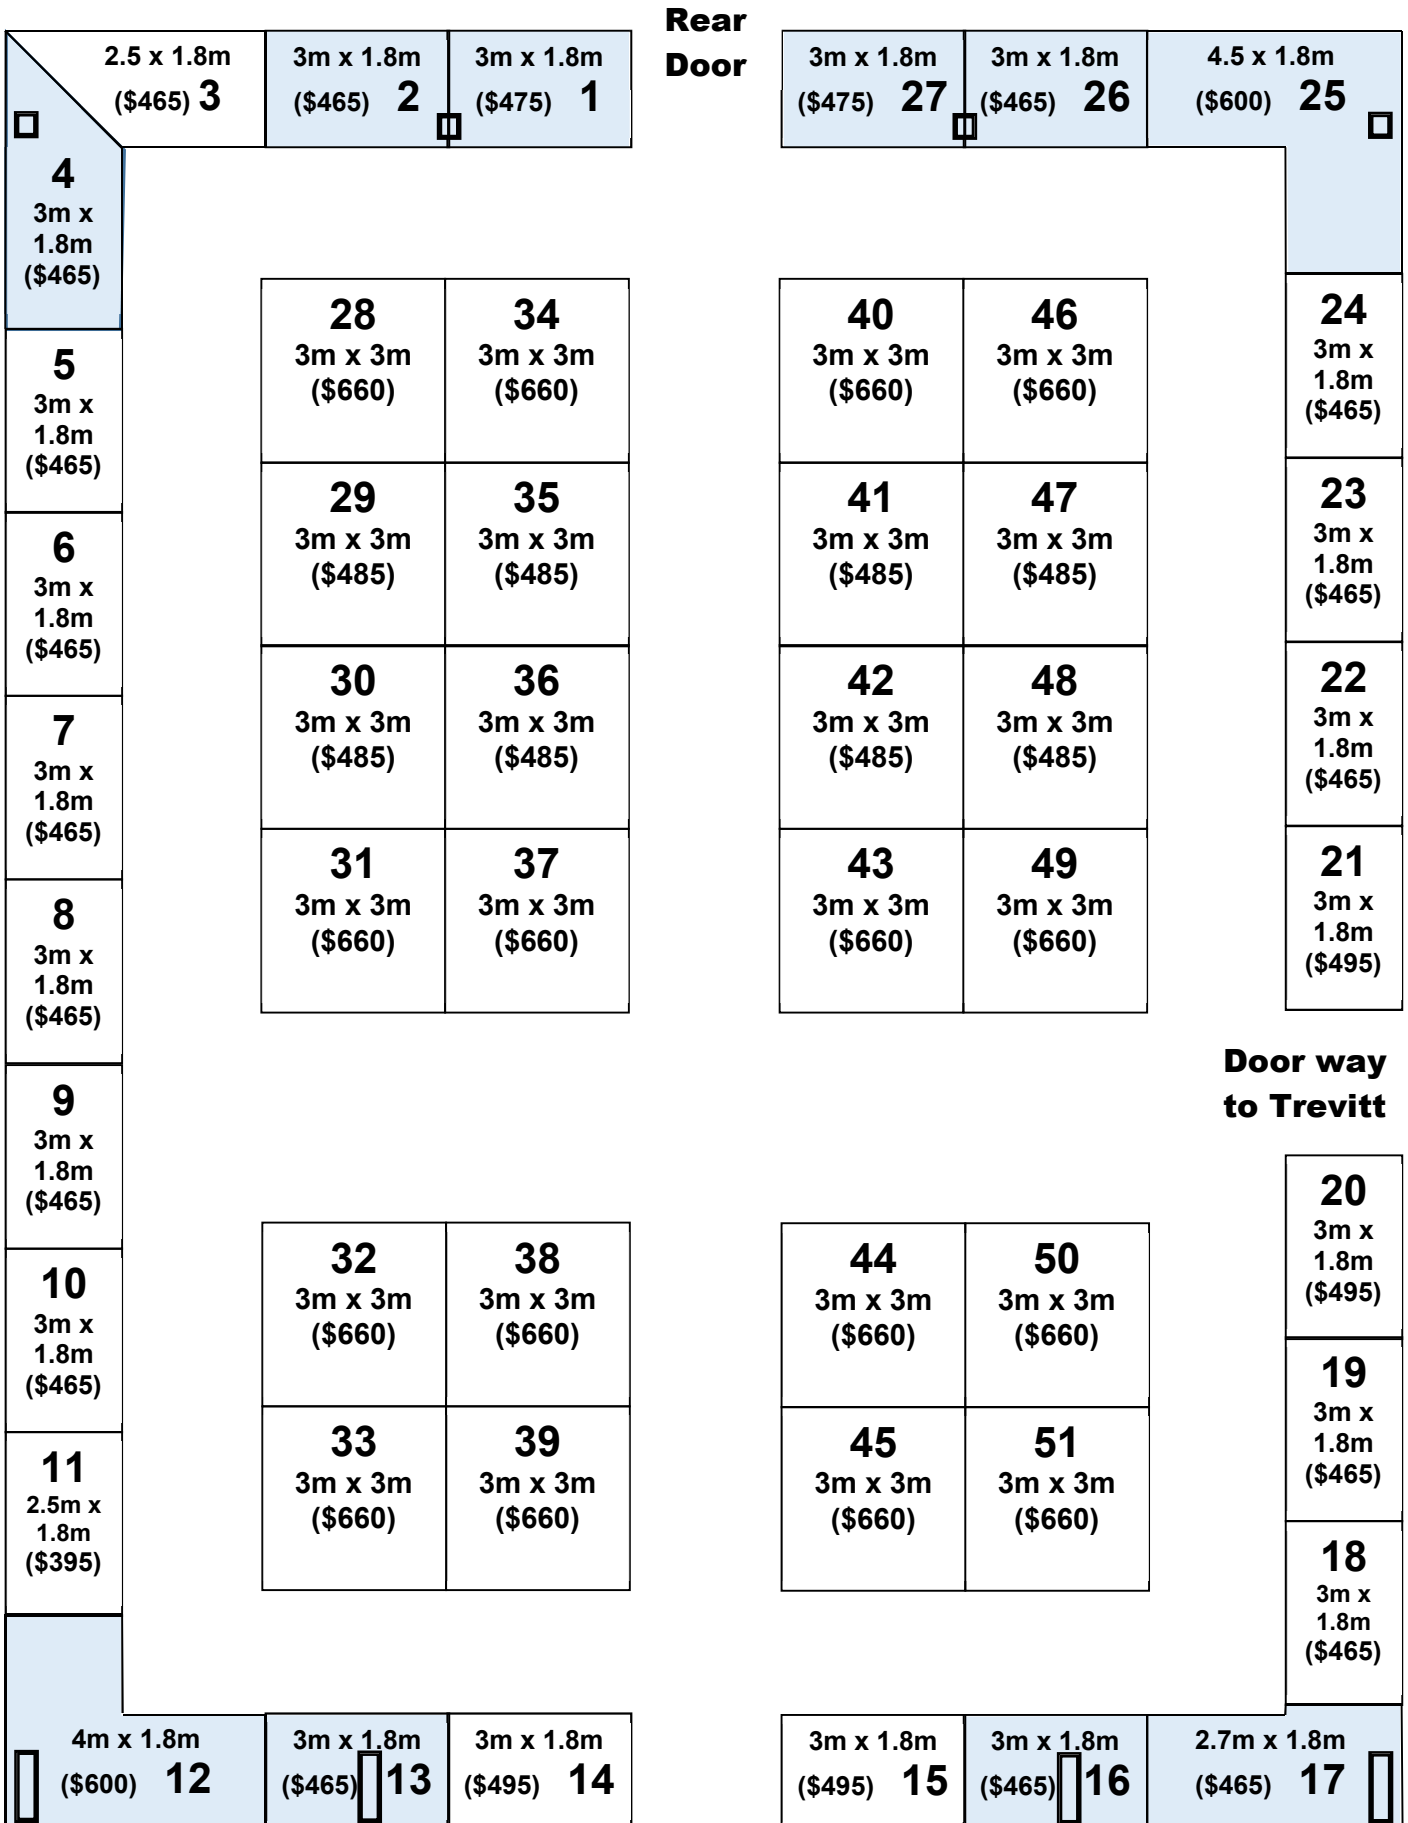 Rear
Door
2.5 x 1.8m
($465) 3
3m x 1.8m
($465) 2
3m x 1.8m
($475) 1
3m x 1.8m
($475) 27
3m x 1.8m
($465) 26
4.5 x 1.8m
($600) 25
4
3m x
1.8m
($465)
5
3m x
1.8m
($465)
6
3m x
1.8m
($465)
7
3m x
1.8m
($465)
8
3m x
1.8m
($465)
9
3m x
1.8m
($465)
10
3m x
1.8m
($465)
11
2.5m x
1.8m
($395)
28
3m x 3m
($660)
34
3m x 3m
($660)
29
3m x 3m
($485)
35
3m x 3m
($485)
30
3m x 3m
($485)
36
3m x 3m
($485)
31
3m x 3m
($660)
37
3m x 3m
($660)
32
3m x 3m
($660)
38
3m x 3m
($660)
33
3m x 3m
($660)
39
3m x 3m
($660)
40
3m x 3m
($660)
46
3m x 3m
($660)
41
3m x 3m
($485)
47
3m x 3m
($485)
42
3m x 3m
($485)
48
3m x 3m
($485)
43
3m x 3m
($660)
49
3m x 3m
($660)
44
3m x 3m
($660)
50
3m x 3m
($660)
45
3m x 3m
($660)
51
3m x 3m
($660)
24
3m x
1.8m
($465)
23
3m x
1.8m
($465)
22
3m x
1.8m
($465)
21
3m x
1.8m
($495)
Door way
to Trevitt
20
3m x
1.8m
($495)
19
3m x
1.8m
($465)
18
3m x
1.8m
($465)
4m x 1.8m
($600) 12
3m x 1.8m
($465) 13
3m x 1.8m
($495) 14
3m x 1.8m
($495) 15
3m x 1.8m
($465) 16
2.7m x 1.8m
($465) 17